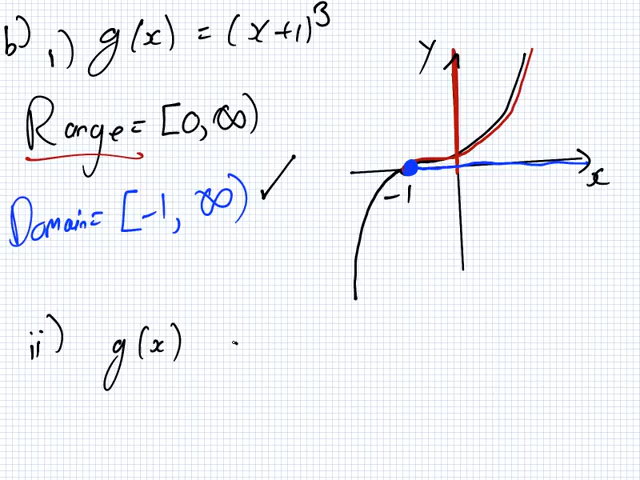 b) i) g(x) = (x+1)³
Range = [0, ∞)
Domain = [-1, ∞) ✓
y
x
-1
ii) g(x)